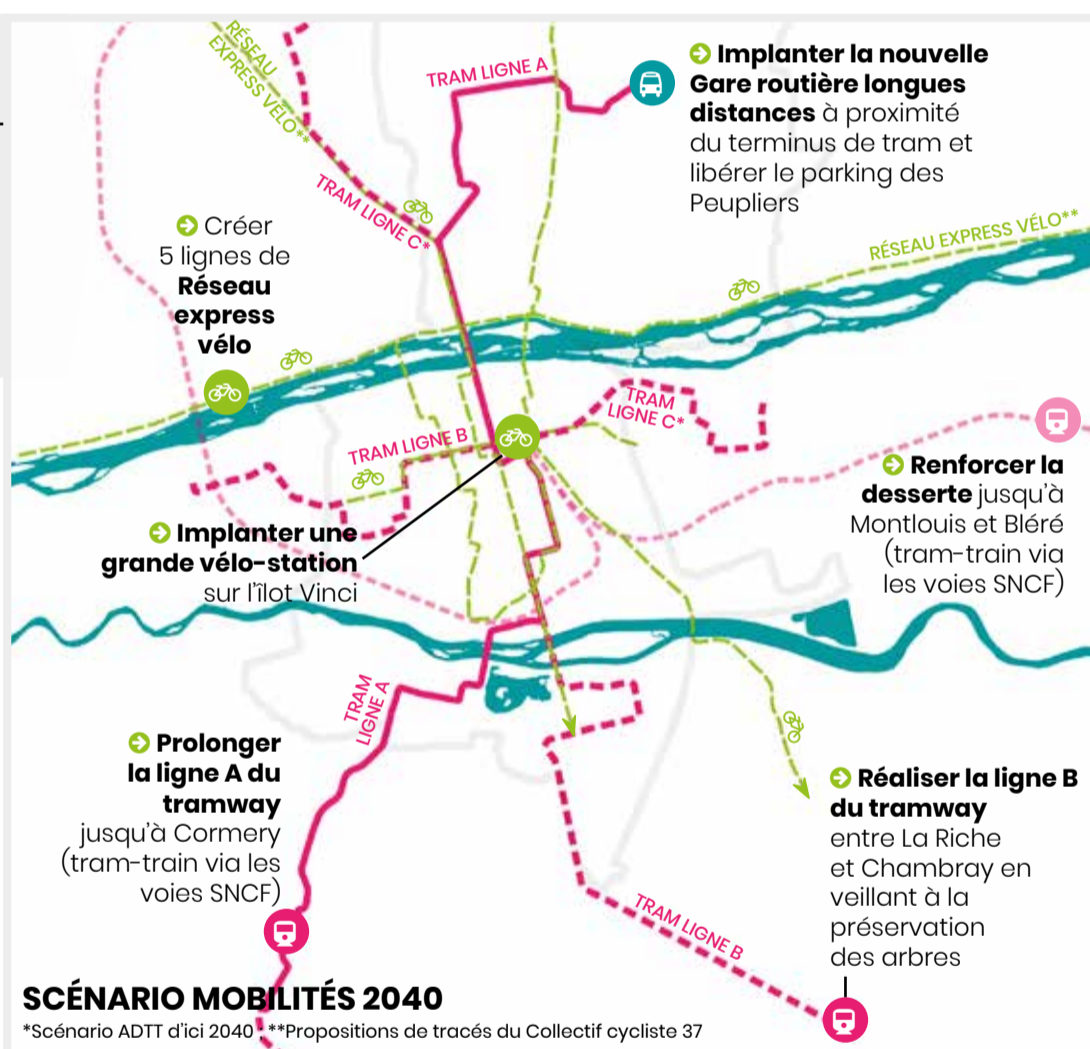 RÉSEAU
EXPRESS VÉLO**
TRAM LIGNE A
Implanter la nouvelle
Gare routière longues
distances à proximité
du terminus de tram et
libérer le parking des
Peupliers
TRAM LIGNE C*
Créer
5 lignes de
Réseau
express
vélo
RÉSEAU EXPRESS VÉLO**
TRAM
LIGNE C*
TRAM LIGNE B
Renforcer la
desserte jusqu'à
Montlouis et Bléré
(tram-train via
les voies SNCF)
Implanter une
grande vélo-station
sur l'îlot Vinci
TRAM
LIGNE A
Prolonger
la ligne A du
tramway
jusqu'à Cormery
(tram-train via les
voies SNCF)
Réaliser la ligne B
du tramway
entre La Riche
et Chambray en
veillant à la
préservation
des arbres
TRAM LIGNE B
SCÉNARIO MOBILITÉS 2040
*Scénario ADTT d'ici 2040 ; **Propositions de tracés du Collectif cycliste 37